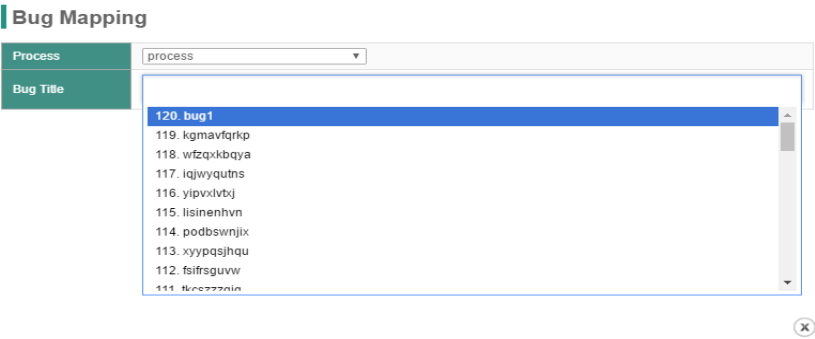 Bug Mapping
Process
process
Bug Title
120. bug1
119. kgmavfqrkp
118. wfzqxkbqya
117. iqjwyqutns
116. yipvxlvtxj
115. lisinenhvn
114. podbswnjix
113. xyypqsjhqu
112. fsifrsguvw
111.